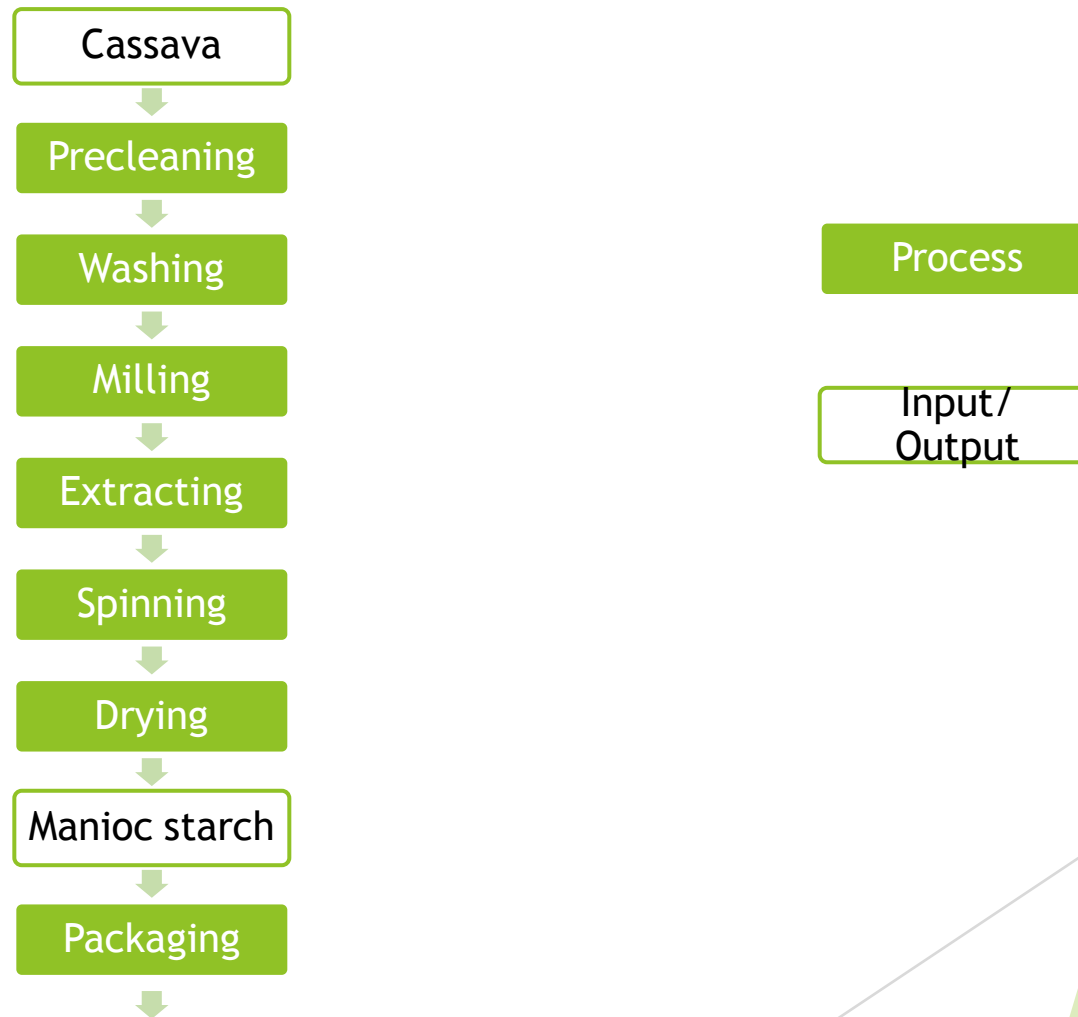 Cassava
Precleaning
Washing
Milling
Extracting
Spinning
Drying
Manioc starch
Packaging
Process
Input/
Output